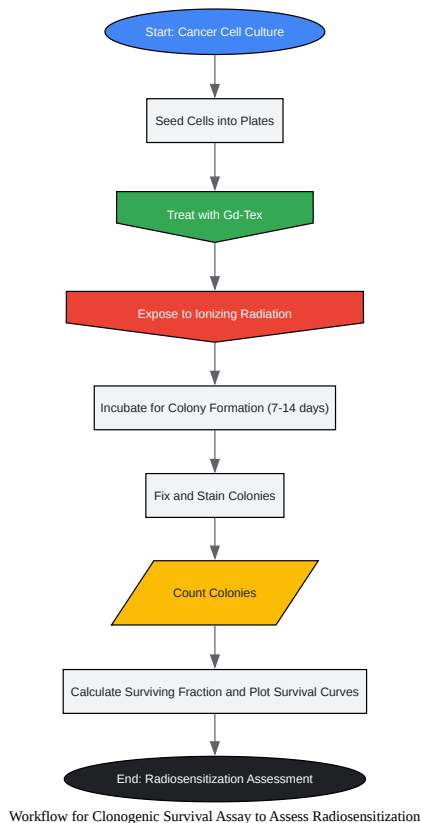 Start: Cancer Cell Culture
Seed Cells into Plates
Treat with Gd-Tex
Expose to Ionizing Radiation
Incubate for Colony Formation (7-14 days)
Fix and Stain Colonies
Count Colonies
Calculate Surviving Fraction and Plot Survival Curves
End: Radiosensitization Assessment
Workflow for Clonogenic Survival Assay to Assess Radiosensitization